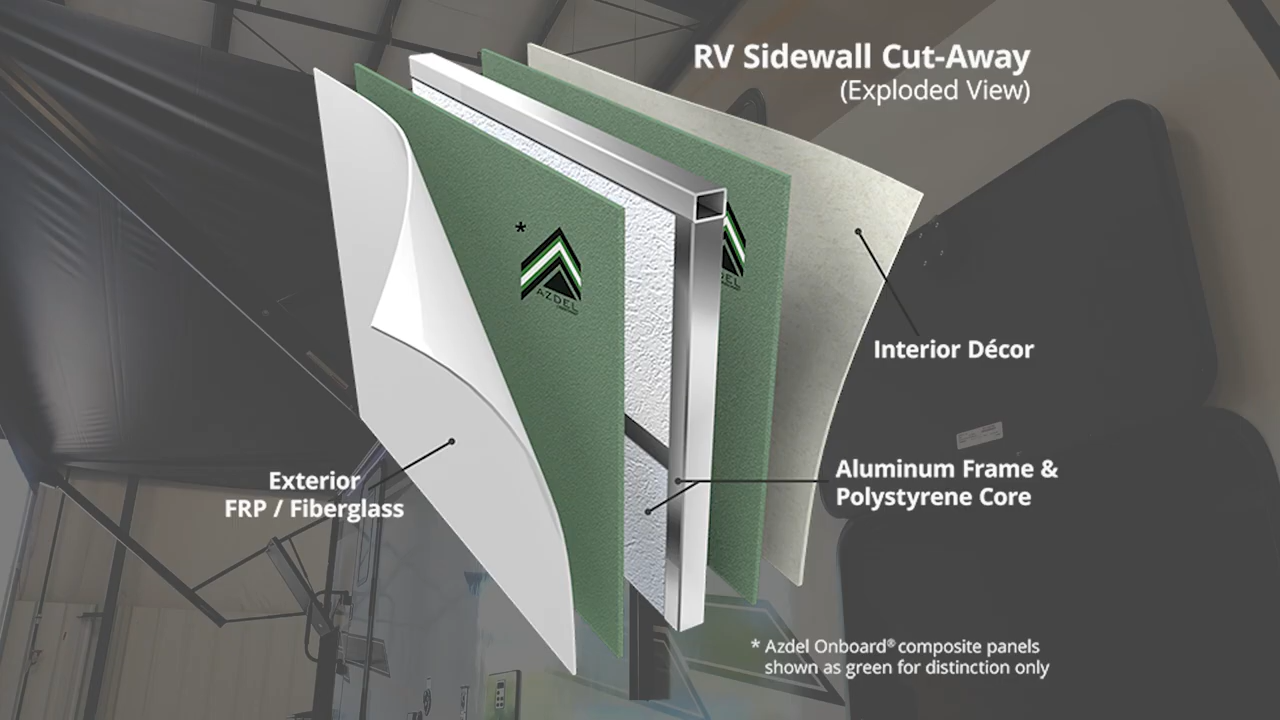 RV Sidewall Cut-Away
(Exploded View)
*
AZDEL
Interior Décor
Exterior
FRP / Fiberglass
Aluminum Frame &
Polystyrene Core
* Azdel Onboard® composite panels
shown as green for distinction only